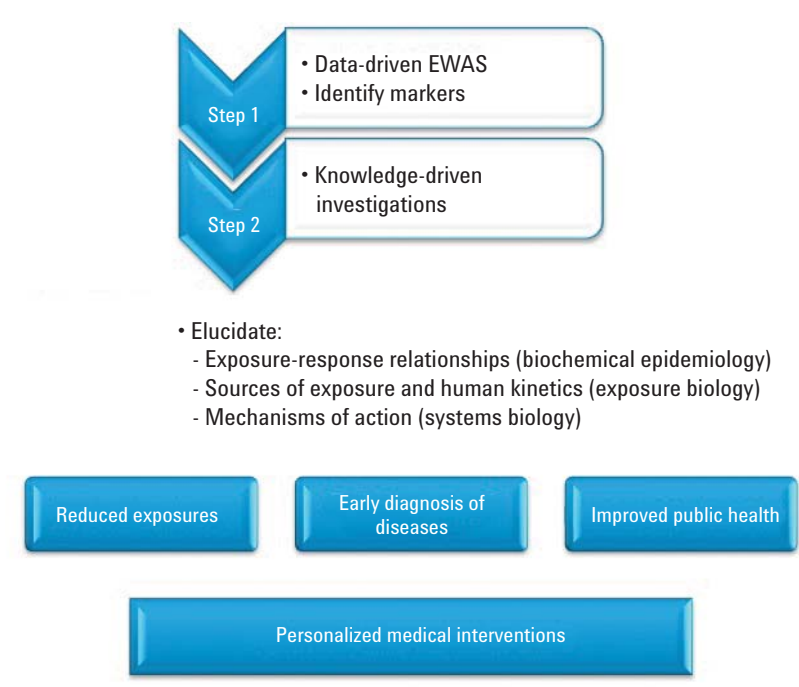 Step 1
• Data-driven EWAS
• Identify markers
Step 2
• Knowledge-driven
investigations
• Elucidate:
- Exposure-response relationships (biochemical epidemiology)
- Sources of exposure and human kinetics (exposure biology)
- Mechanisms of action (systems biology)
Reduced exposures
Early diagnosis of
diseases
Improved public health
Personalized medical interventions